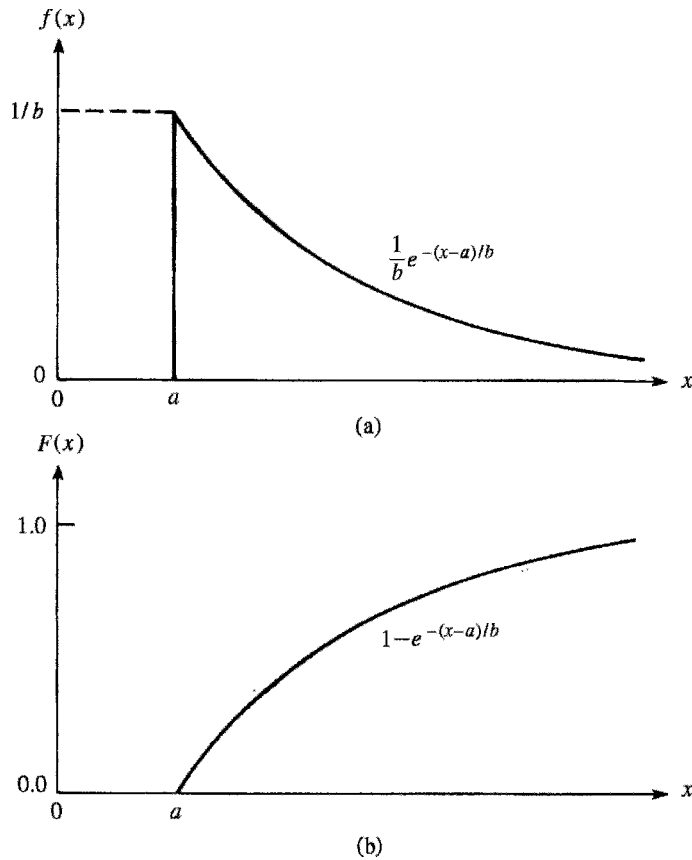 f(x)
1/b
1/b e^{-(x-a)/b}
0
0 a x
(a)
F(x)
1.0
1-e^{-(x-a)/b}
0.0
0 a x
(b)